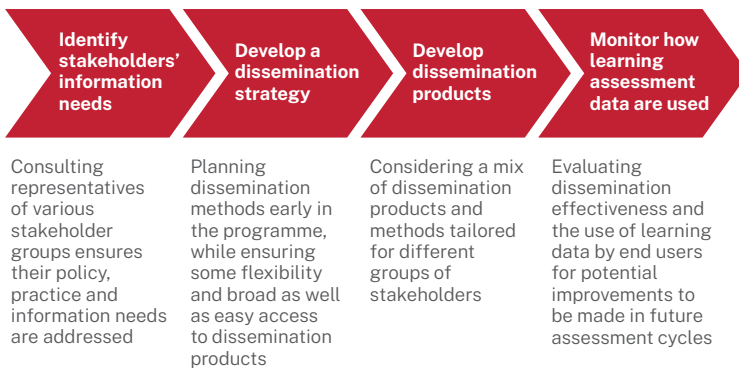 Identify
stakeholders'
information
needs
Develop a
dissemination
strategy
Develop
dissemination
products
Monitor how
learning
assessment
data are used
Consulting
representatives
of various
stakeholder
groups ensures
their policy,
practice and
information needs
are addressed
Planning
dissemination
methods early in
the programme,
while ensuring
some flexibility
and broad as well
as easy access
to dissemination
products
Considering a mix
of dissemination
products and
methods tailored
for different
groups of
stakeholders
Evaluating
dissemination
effectiveness and
the use of learning
data by end users
for potential
improvements to
be made in future
assessment cycles